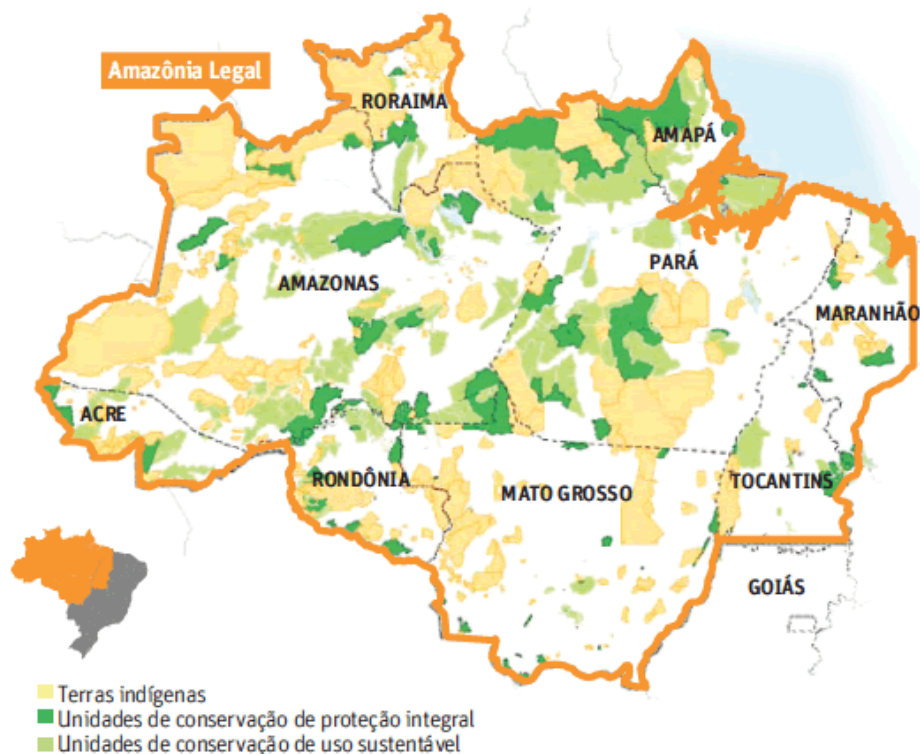 Amazônia Legal
RORAIMA
AMAPÁ
AMAZONAS
PARÁ
MARANHÃO
ACRE
RONDÔNIA
MATO GROSSO
TOCANTINS
GOIÁS
Terras indígenas
Unidades de conservação de proteção integral
Unidades de conservação de uso sustentável